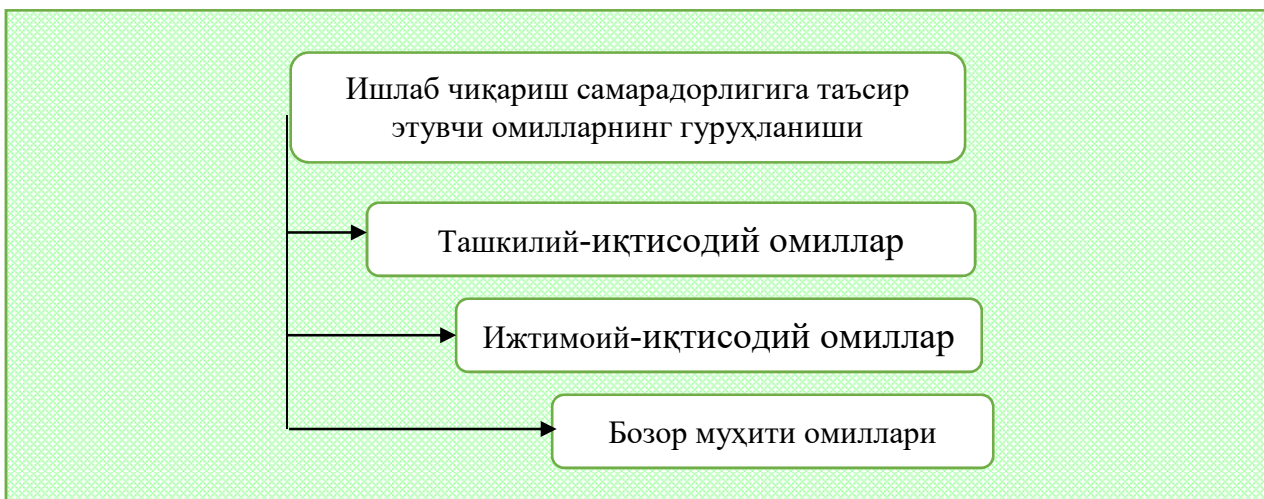 Ишлаб чиқариш самарадорлигига таъсир
этувчи омилларнинг гуруҳланиши
Ташкилий-иқтисодий омиллар
Ижтимоий-иқтисодий омиллар
Бозор муҳити омиллари